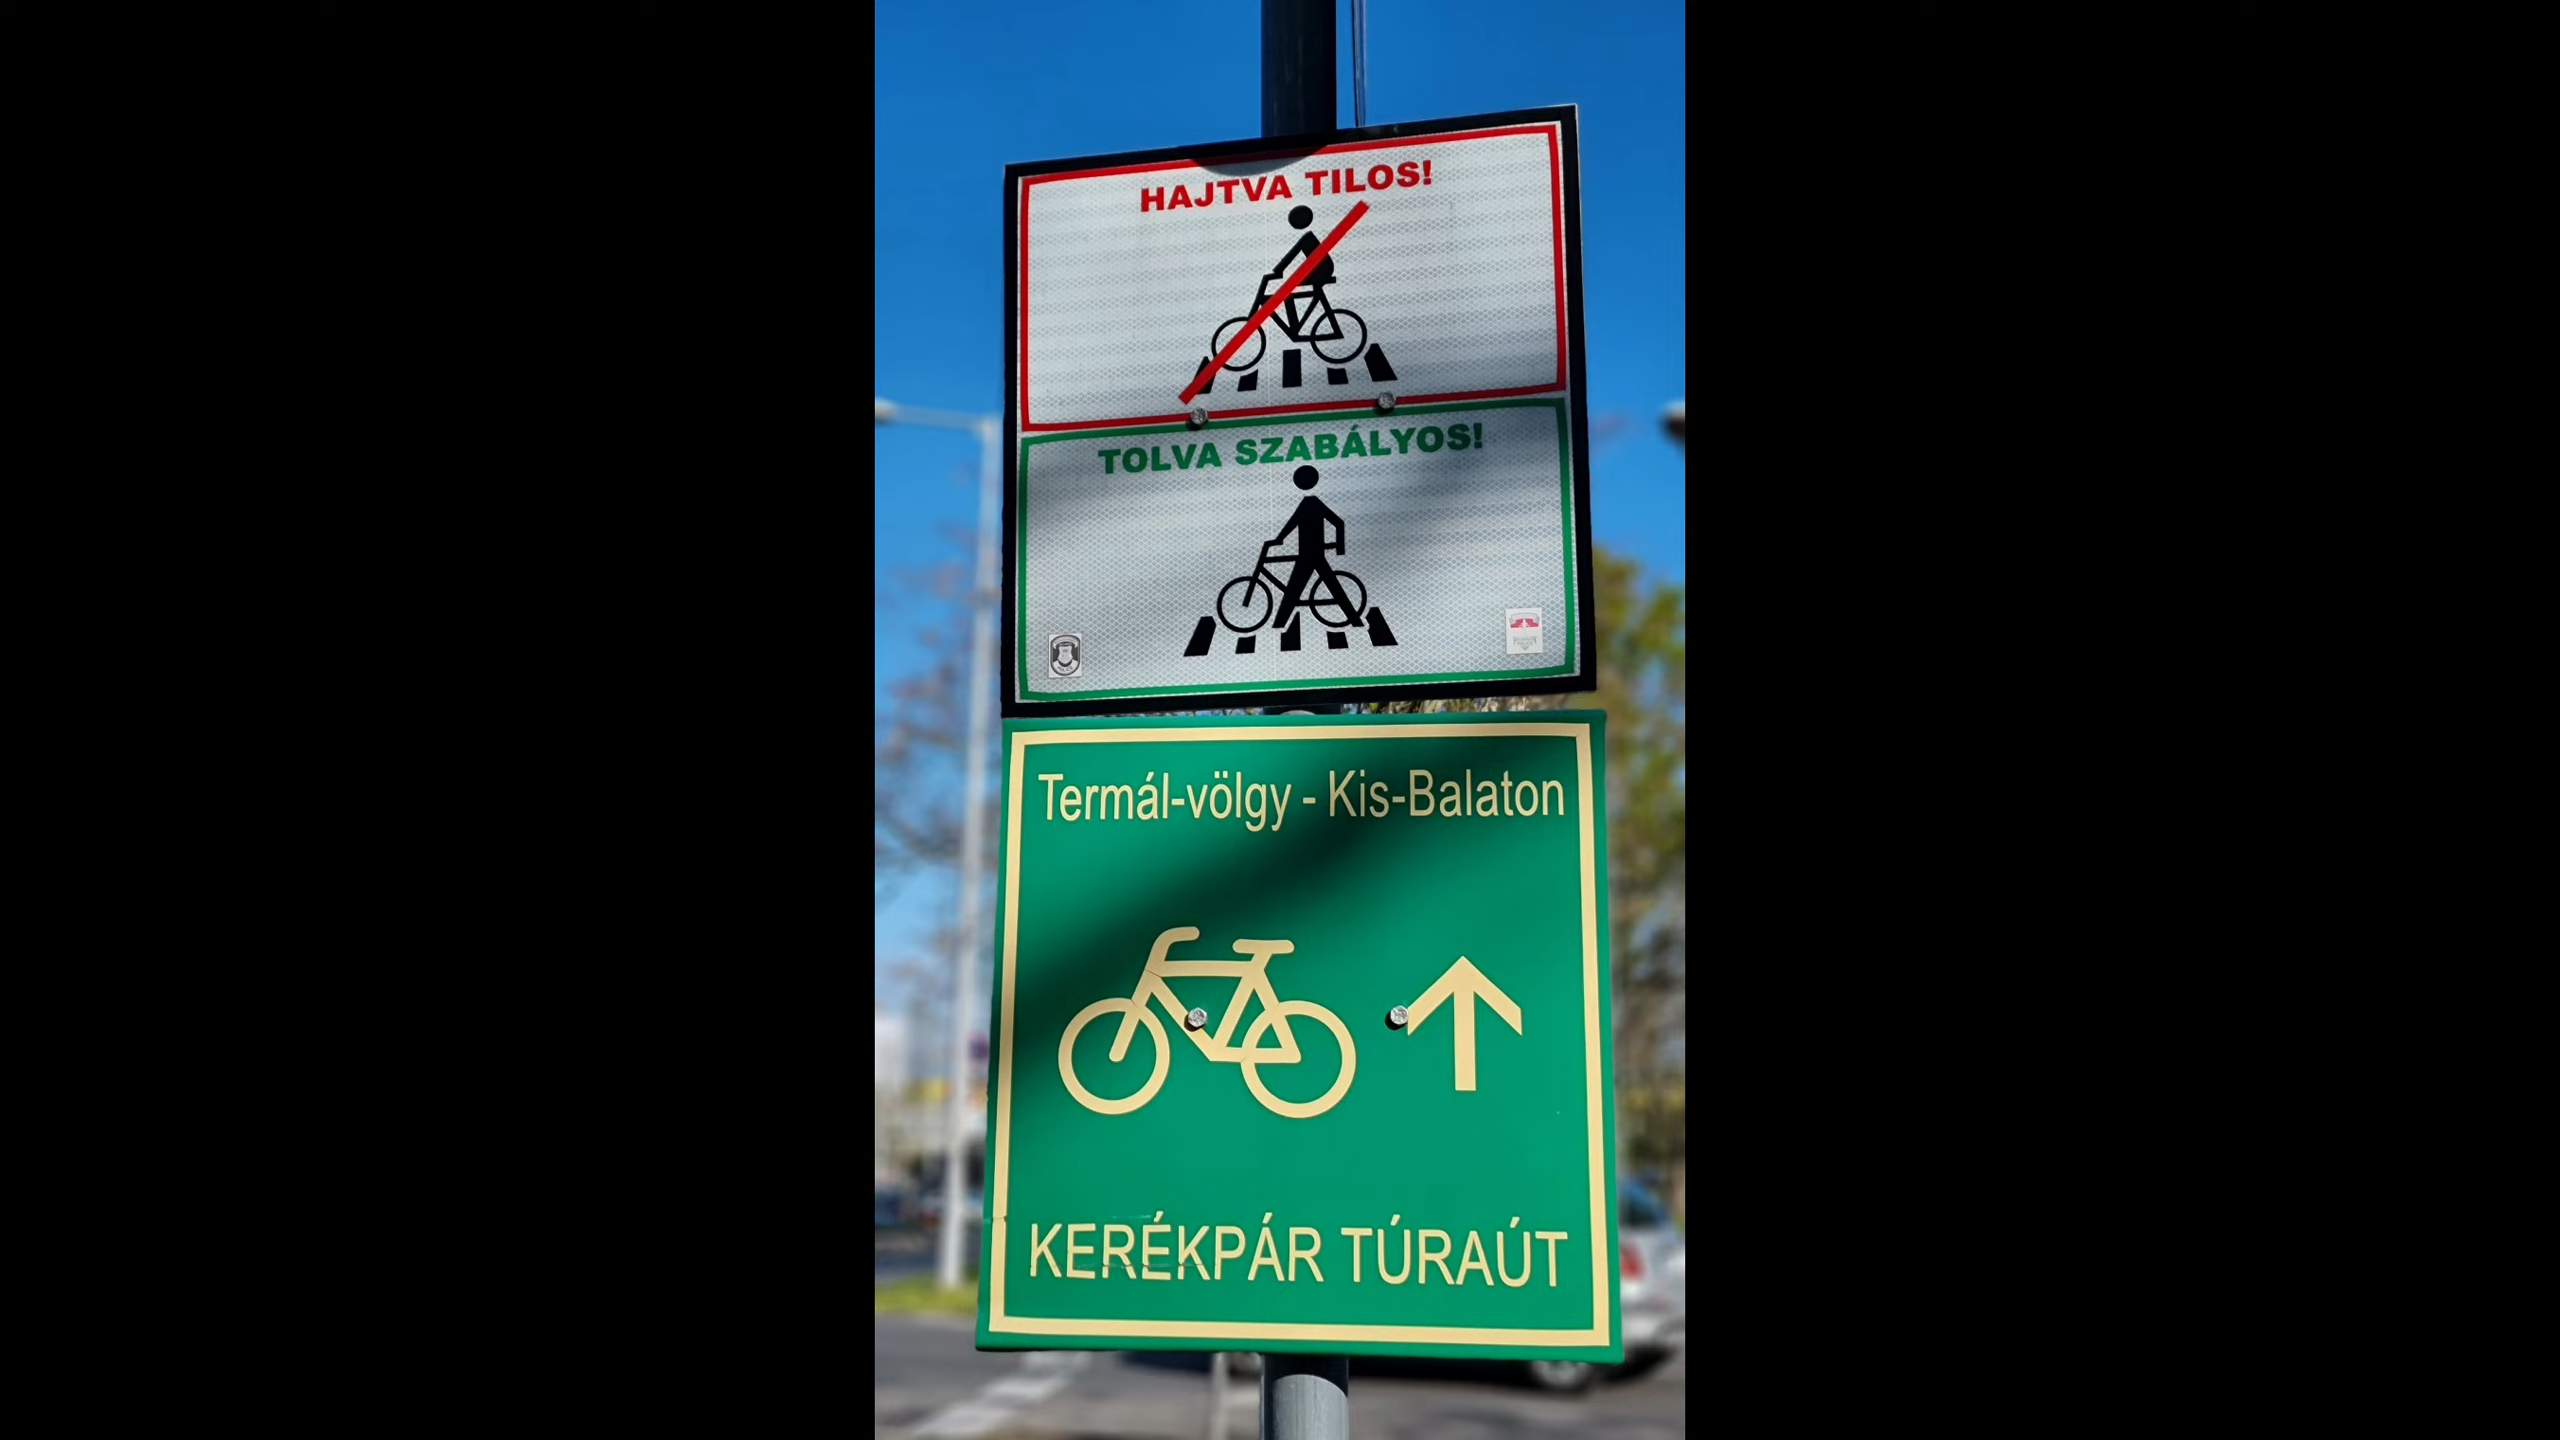 HAJTVA TILOS!
TOLVA SZABÁLYOS!
Termál-völgy - Kis-Balaton
KERÉKPÁR TÚRAÚT